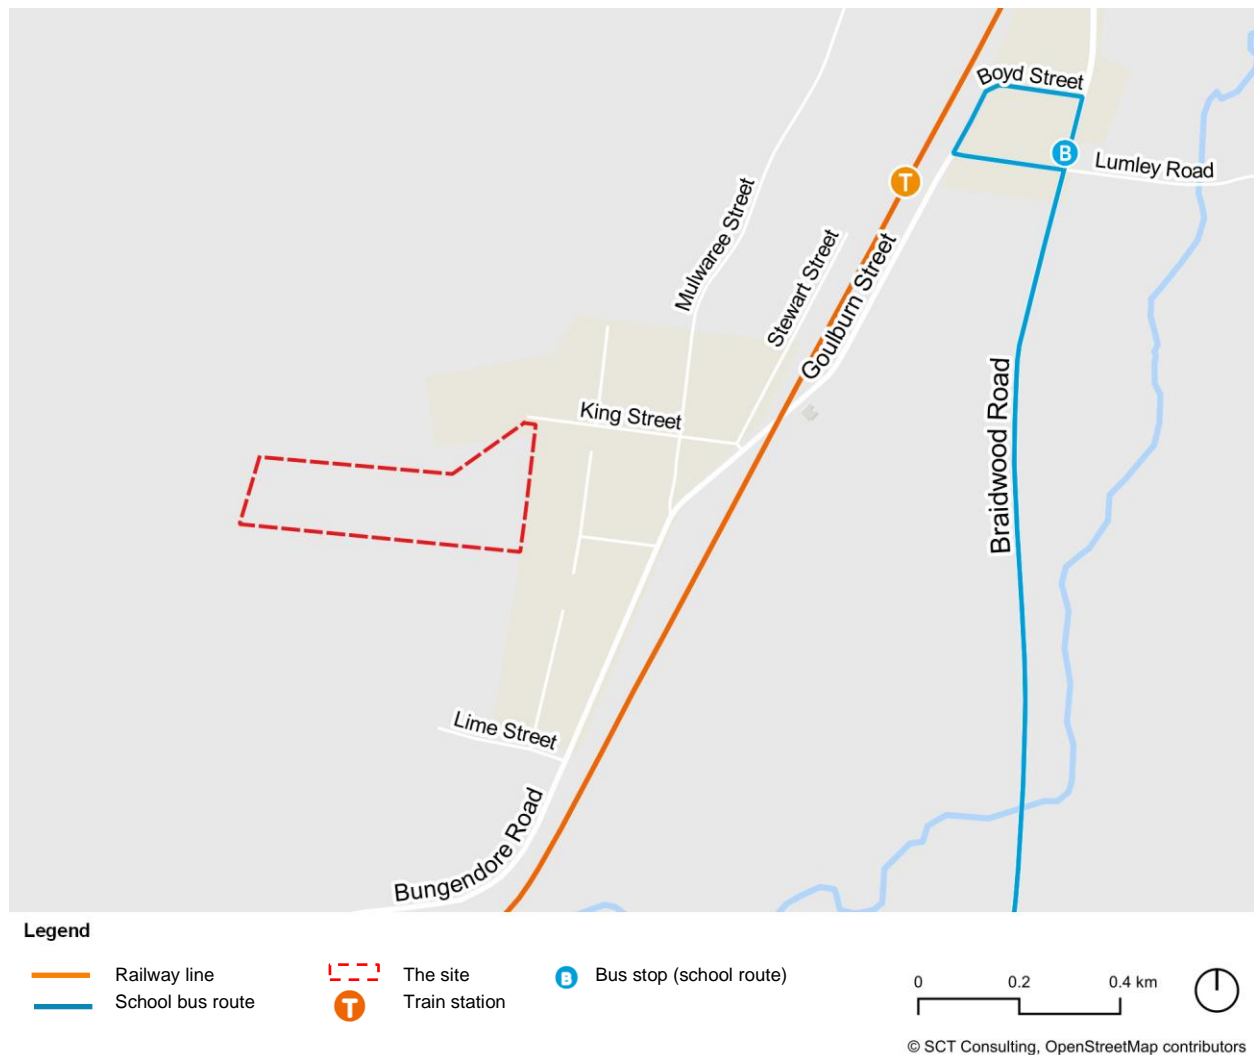 Boyd Street
B
Lumley Road
T
Mulwaree Street
Stewart Street
Goulburn Street
Braidwood Road
King Street
Lime Street
Bungendore Road
Legend
Railway line
The site
B Bus stop (school route)
School bus route
T Train station
0 0.2 0.4 km
© SCT Consulting, OpenStreetMap contributors